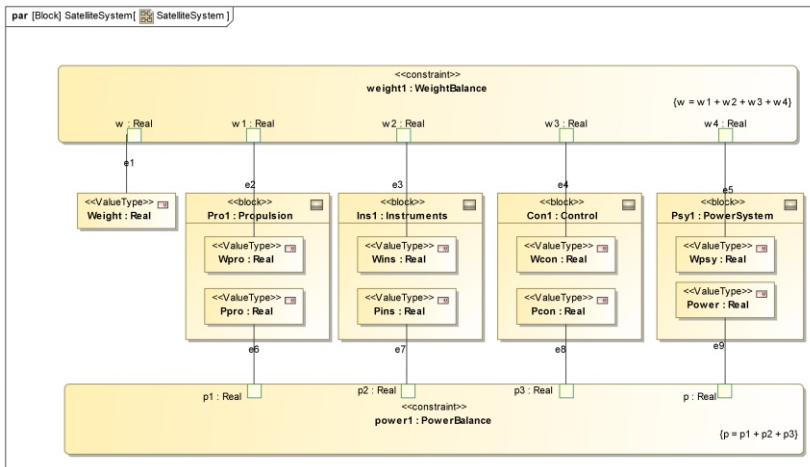 par [Block] SatelliteSystem[ SatelliteSystem ]
<<constraint>>
weight1 : WeightBalance
{w = w1 + w2 + w3 + w4}
w : Real
w1 : Real
w2 : Real
w3 : Real
w4 : Real
e1
e2
e3
e4
e5
<<ValueType>>
Weight : Real
<<block>>
Pro1 : Propulsion
<<ValueType>>
Wpro : Real
<<ValueType>>
Ppro : Real
<<block>>
Ins1 : Instruments
<<ValueType>>
Wins : Real
<<ValueType>>
Pins : Real
<<block>>
Con1 : Control
<<ValueType>>
Wcon : Real
<<ValueType>>
Pcon : Real
<<block>>
Psy1 : PowerSystem
<<ValueType>>
Wpsy : Real
<<ValueType>>
Power : Real
e6
e7
e8
e9
p1 : Real
p2 : Real
p3 : Real
p : Real
<<constraint>>
power1 : PowerBalance
{p = p1 + p2 + p3}